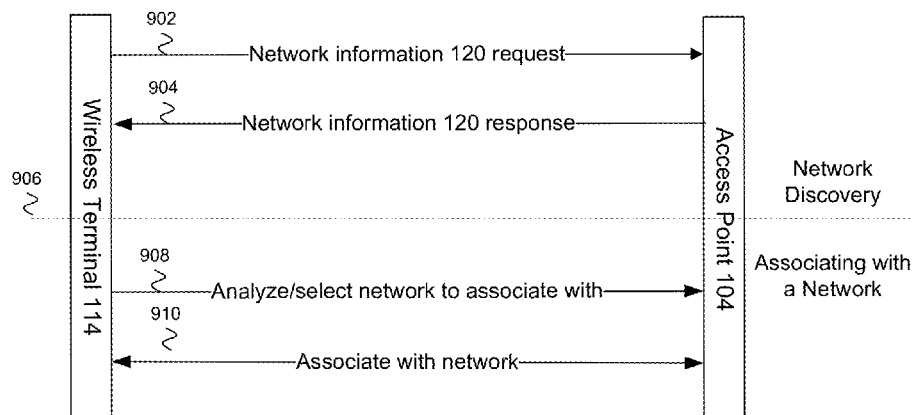 902
Network information 120 request
904
Network information 120 response
Wireless Terminal 114
Access Point 104
906
Network
Discovery
908
Analyze/select network to associate with
Associating with
a Network
910
Associate with network